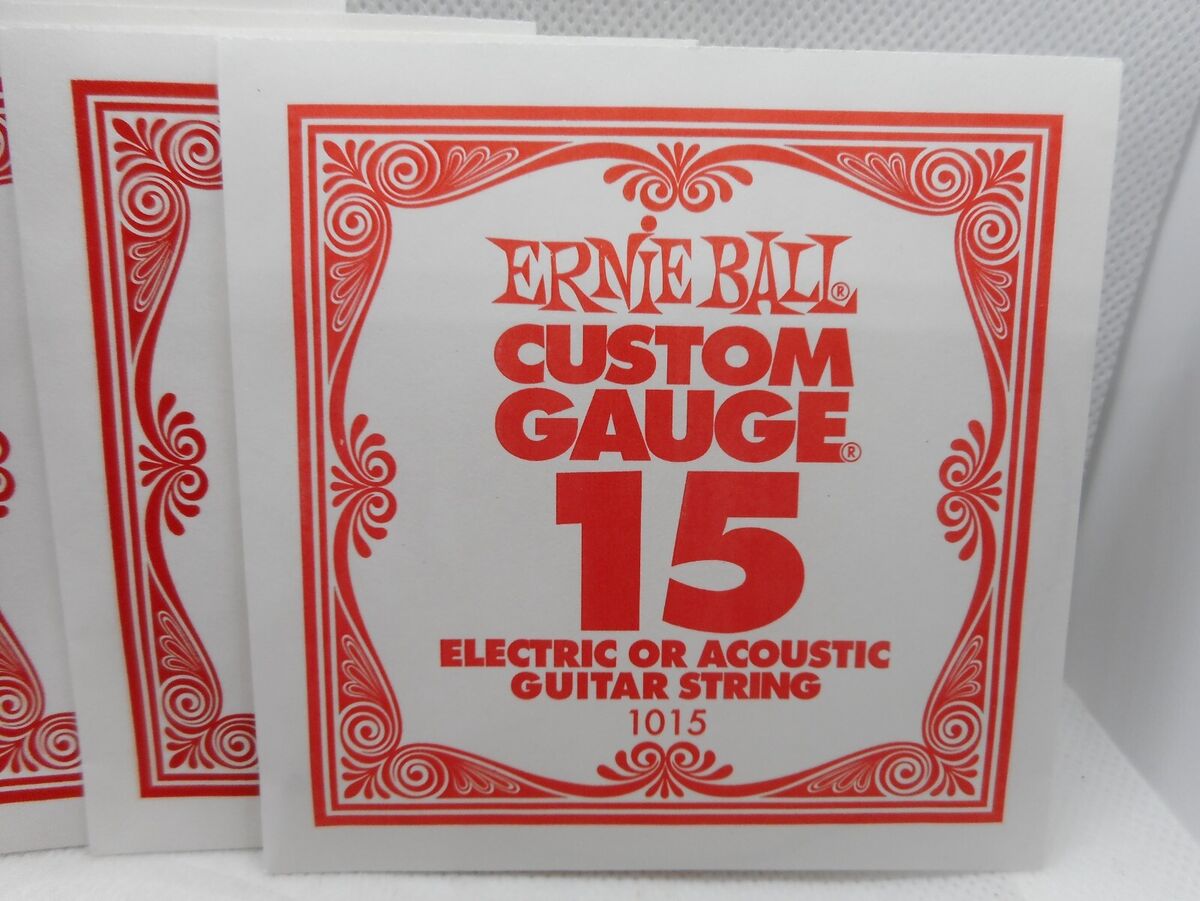 ERNiE BALL®
CUSTOM
GAUGE®
15
ELECTRIC OR ACOUSTIC
GUITAR STRING
1015